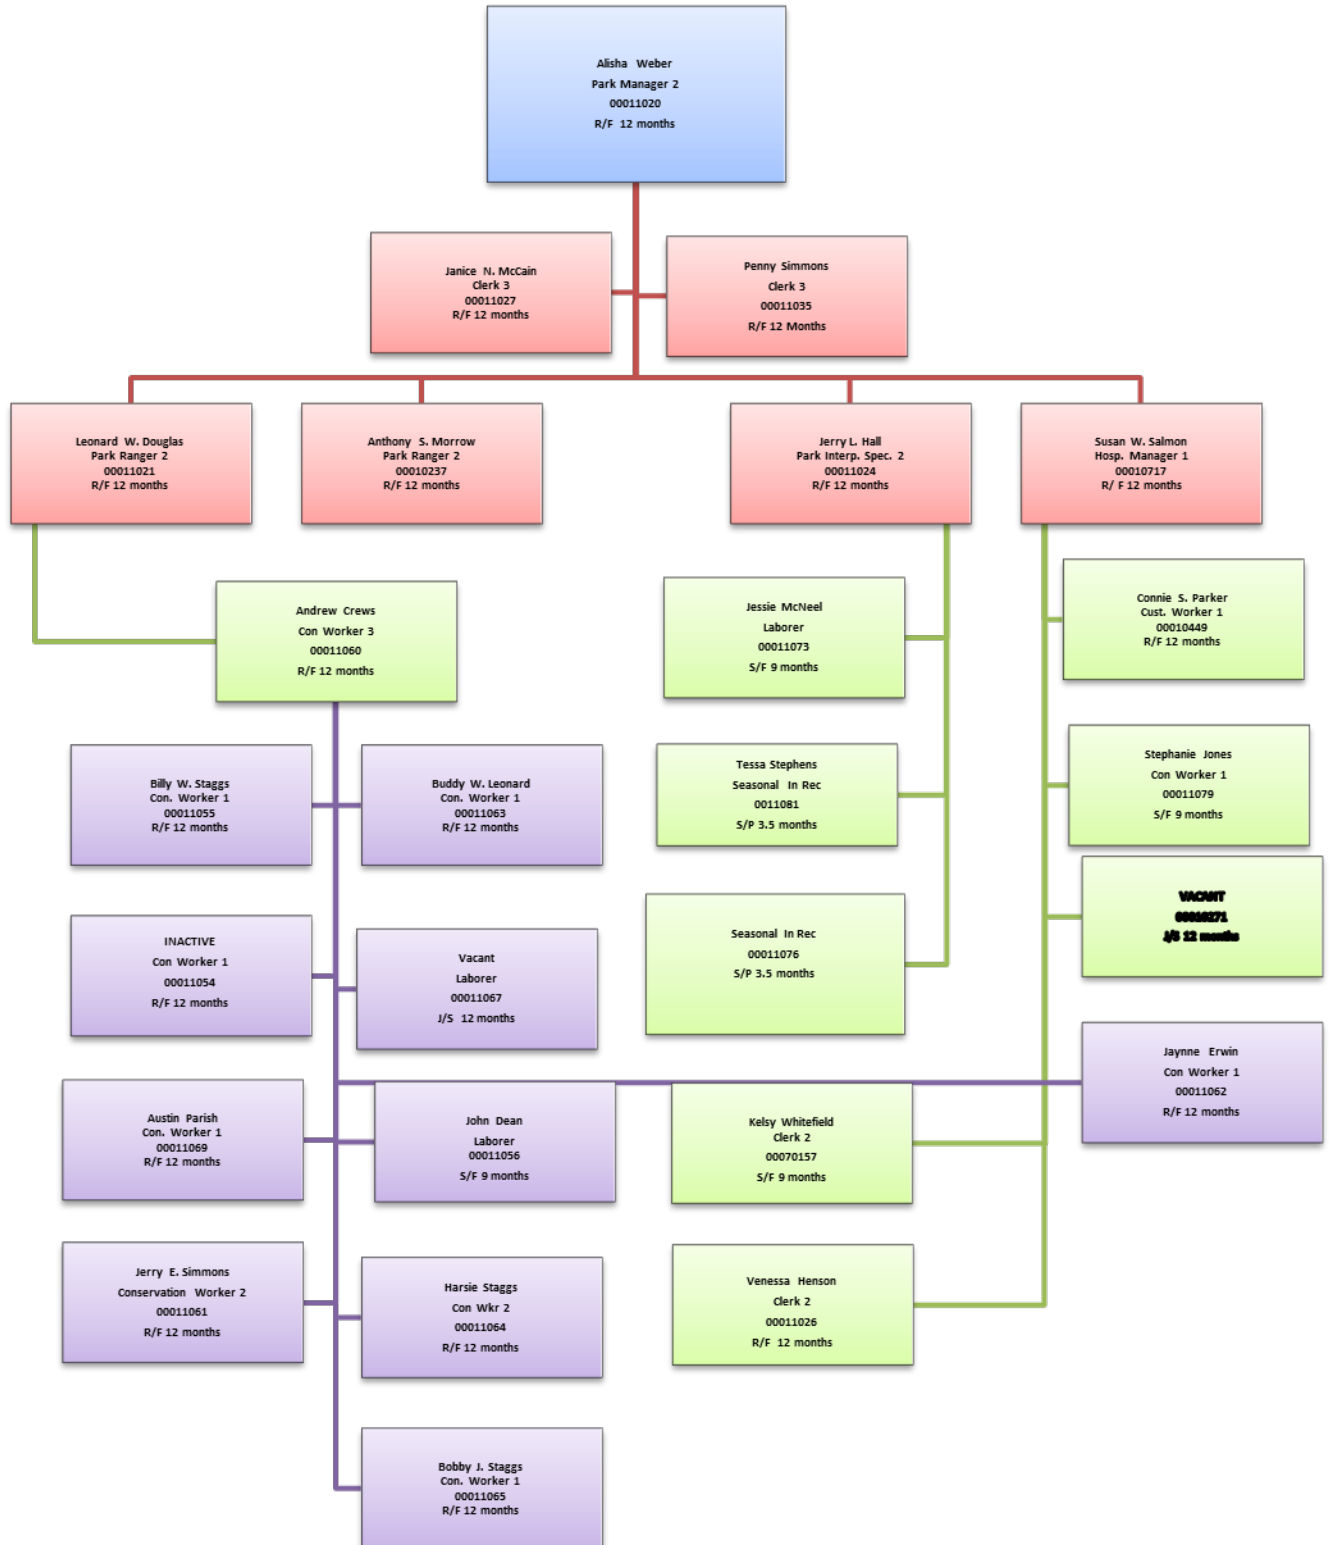 Alisha Weber
Park Manager 2
00011020
R/F 12 months
Janice N. McCain
Clerk 3
00011027
R/F 12 months
Penny Simmons
Clerk 3
00011035
R/F 12 Months
Leonard W. Douglas
Park Ranger 2
00011021
R/F 12 months
Anthony S. Morrow
Park Ranger 2
00010237
R/F 12 months
Jerry L. Hall
Park Interp. Spec. 2
00011024
R/F 12 months
Susan W. Salmon
Hosp. Manager 1
00010717
R/ F 12 months
Andrew Crews
Con Worker 3
00011060
R/F 12 months
Jessie McNeel
Laborer
00011073
S/F 9 months
Connie S. Parker
Cust. Worker 1
00010449
R/F 12 months
Billy W. Staggs
Con. Worker 1
00011055
R/F 12 months
Buddy W. Leonard
Con. Worker 1
00011063
R/F 12 months
Tessa Stephens
Seasonal In Rec
0011081
S/P 3.5 months
Stephanie Jones
Con Worker 1
00011079
S/F 9 months
VACANT
00010271
J/S 12 months
INACTIVE
Con Worker 1
00011054
R/F 12 months
Vacant
Laborer
00011067
J/S 12 months
Seasonal In Rec
00011076
S/P 3.5 months
Jaynne Erwin
Con Worker 1
00011062
R/F 12 months
Austin Parish
Con. Worker 1
00011069
R/F 12 months
John Dean
Laborer
00011056
S/F 9 months
Kelsy Whitefield
Clerk 2
00070157
S/F 9 months
Jerry E. Simmons
Conservation Worker 2
00011061
R/F 12 months
Harsie Staggs
Con Wkr 2
00011064
R/F 12 months
Venessa Henson
Clerk 2
00011026
R/F 12 months
Bobby J. Staggs
Con. Worker 1
00011065
R/F 12 months